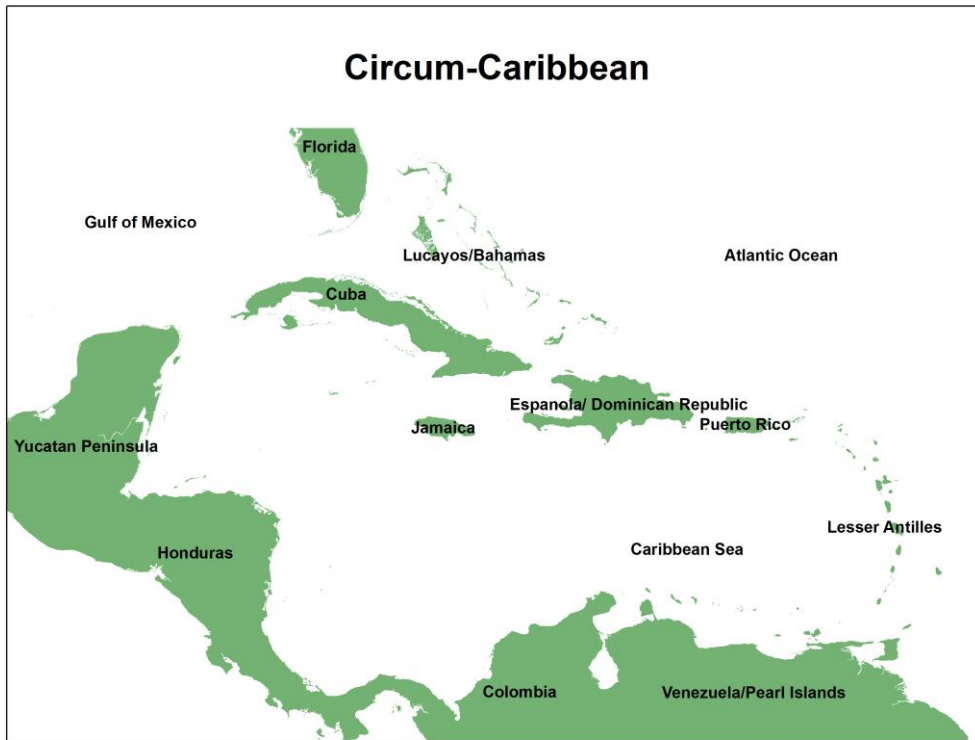 Circum-Caribbean
Florida
Gulf of Mexico
Lucayos/Bahamas
Atlantic Ocean
Cuba
Espanola/ Dominican Republic
Jamaica
Puerto Rico
Yucatan Peninsula
Lesser Antilles
Honduras
Caribbean Sea
Colombia
Venezuela/Pearl Islands